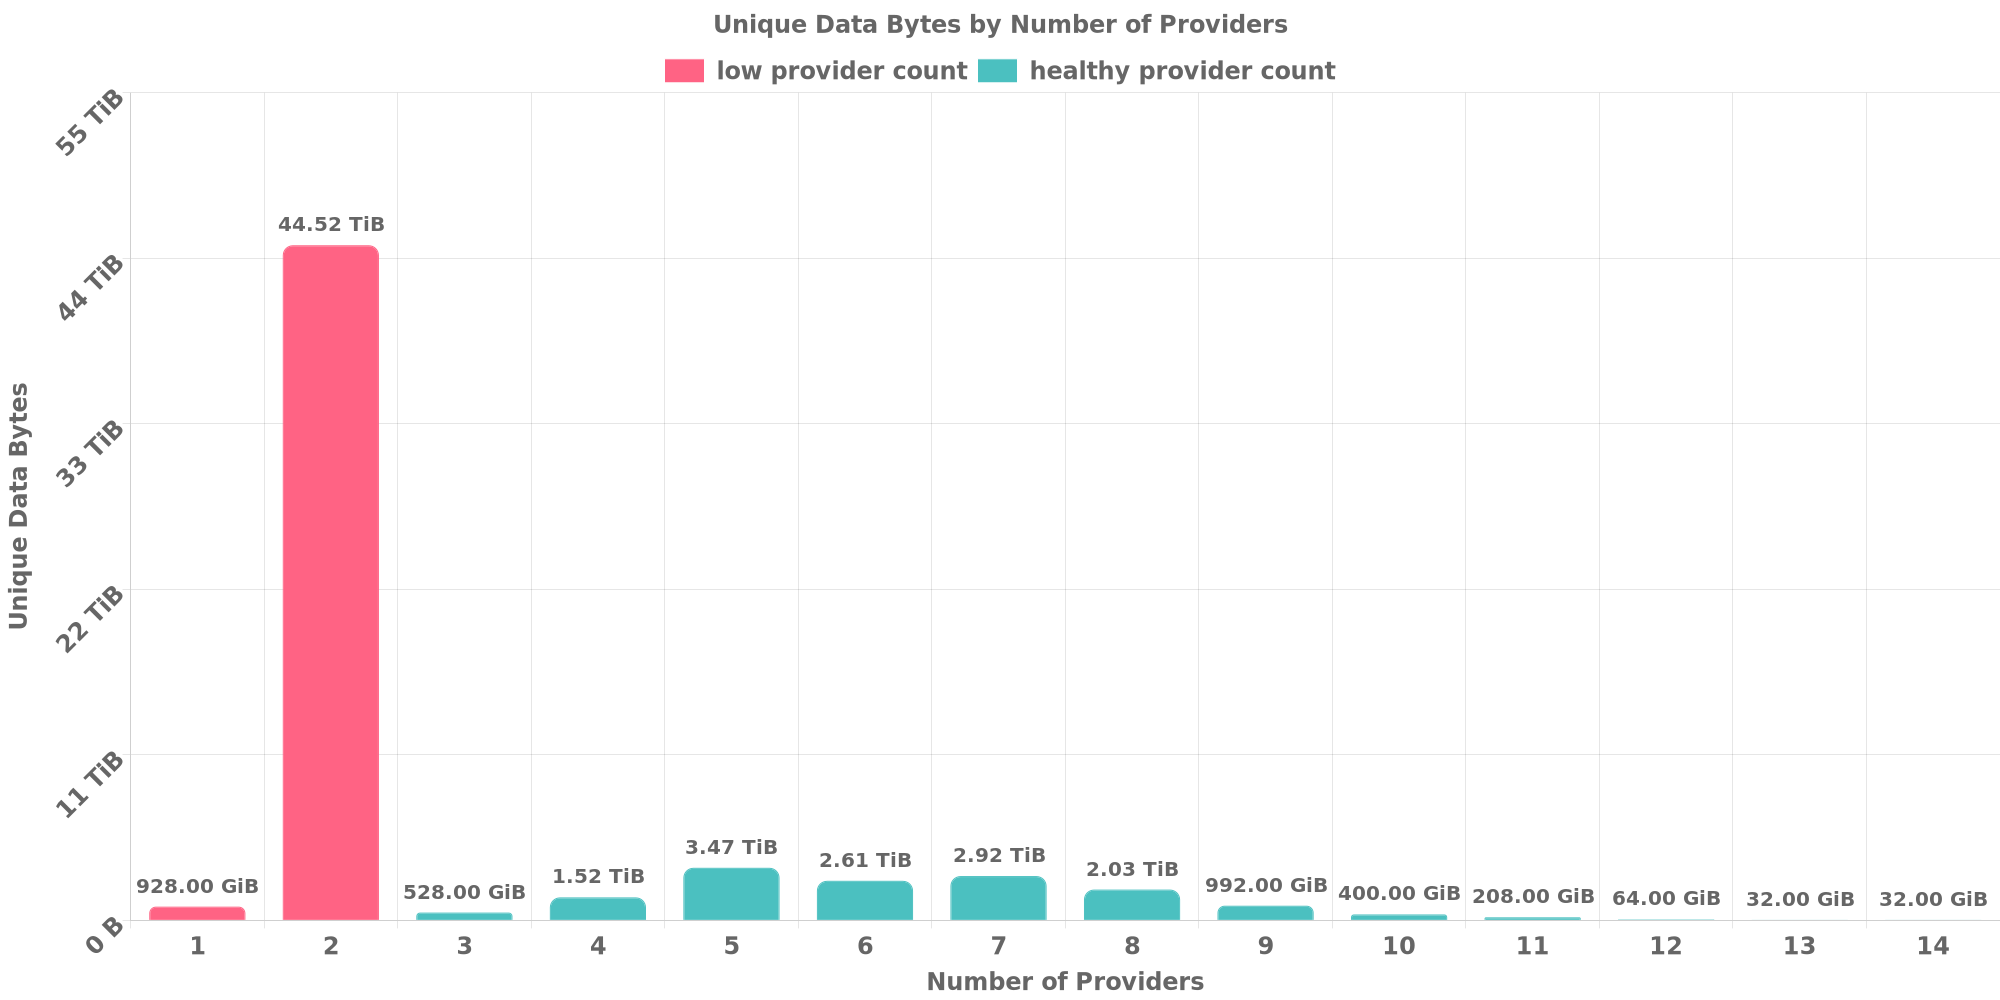 Unique Data Bytes by Number of Providers
low provider count healthy provider count
55 TiB
44 TiB
33 TiB
22 TiB
11 TiB
0 B
Unique Data Bytes
928.00 GiB
44.52 TiB
528.00 GiB
1.52 TiB
3.47 TiB
2.61 TiB
2.92 TiB
2.03 TiB
992.00 GiB
400.00 GiB
208.00 GiB
64.00 GiB
32.00 GiB
32.00 GiB
1 2 3 4 5 6 7 8 9 10 11 12 13 14
Number of Providers